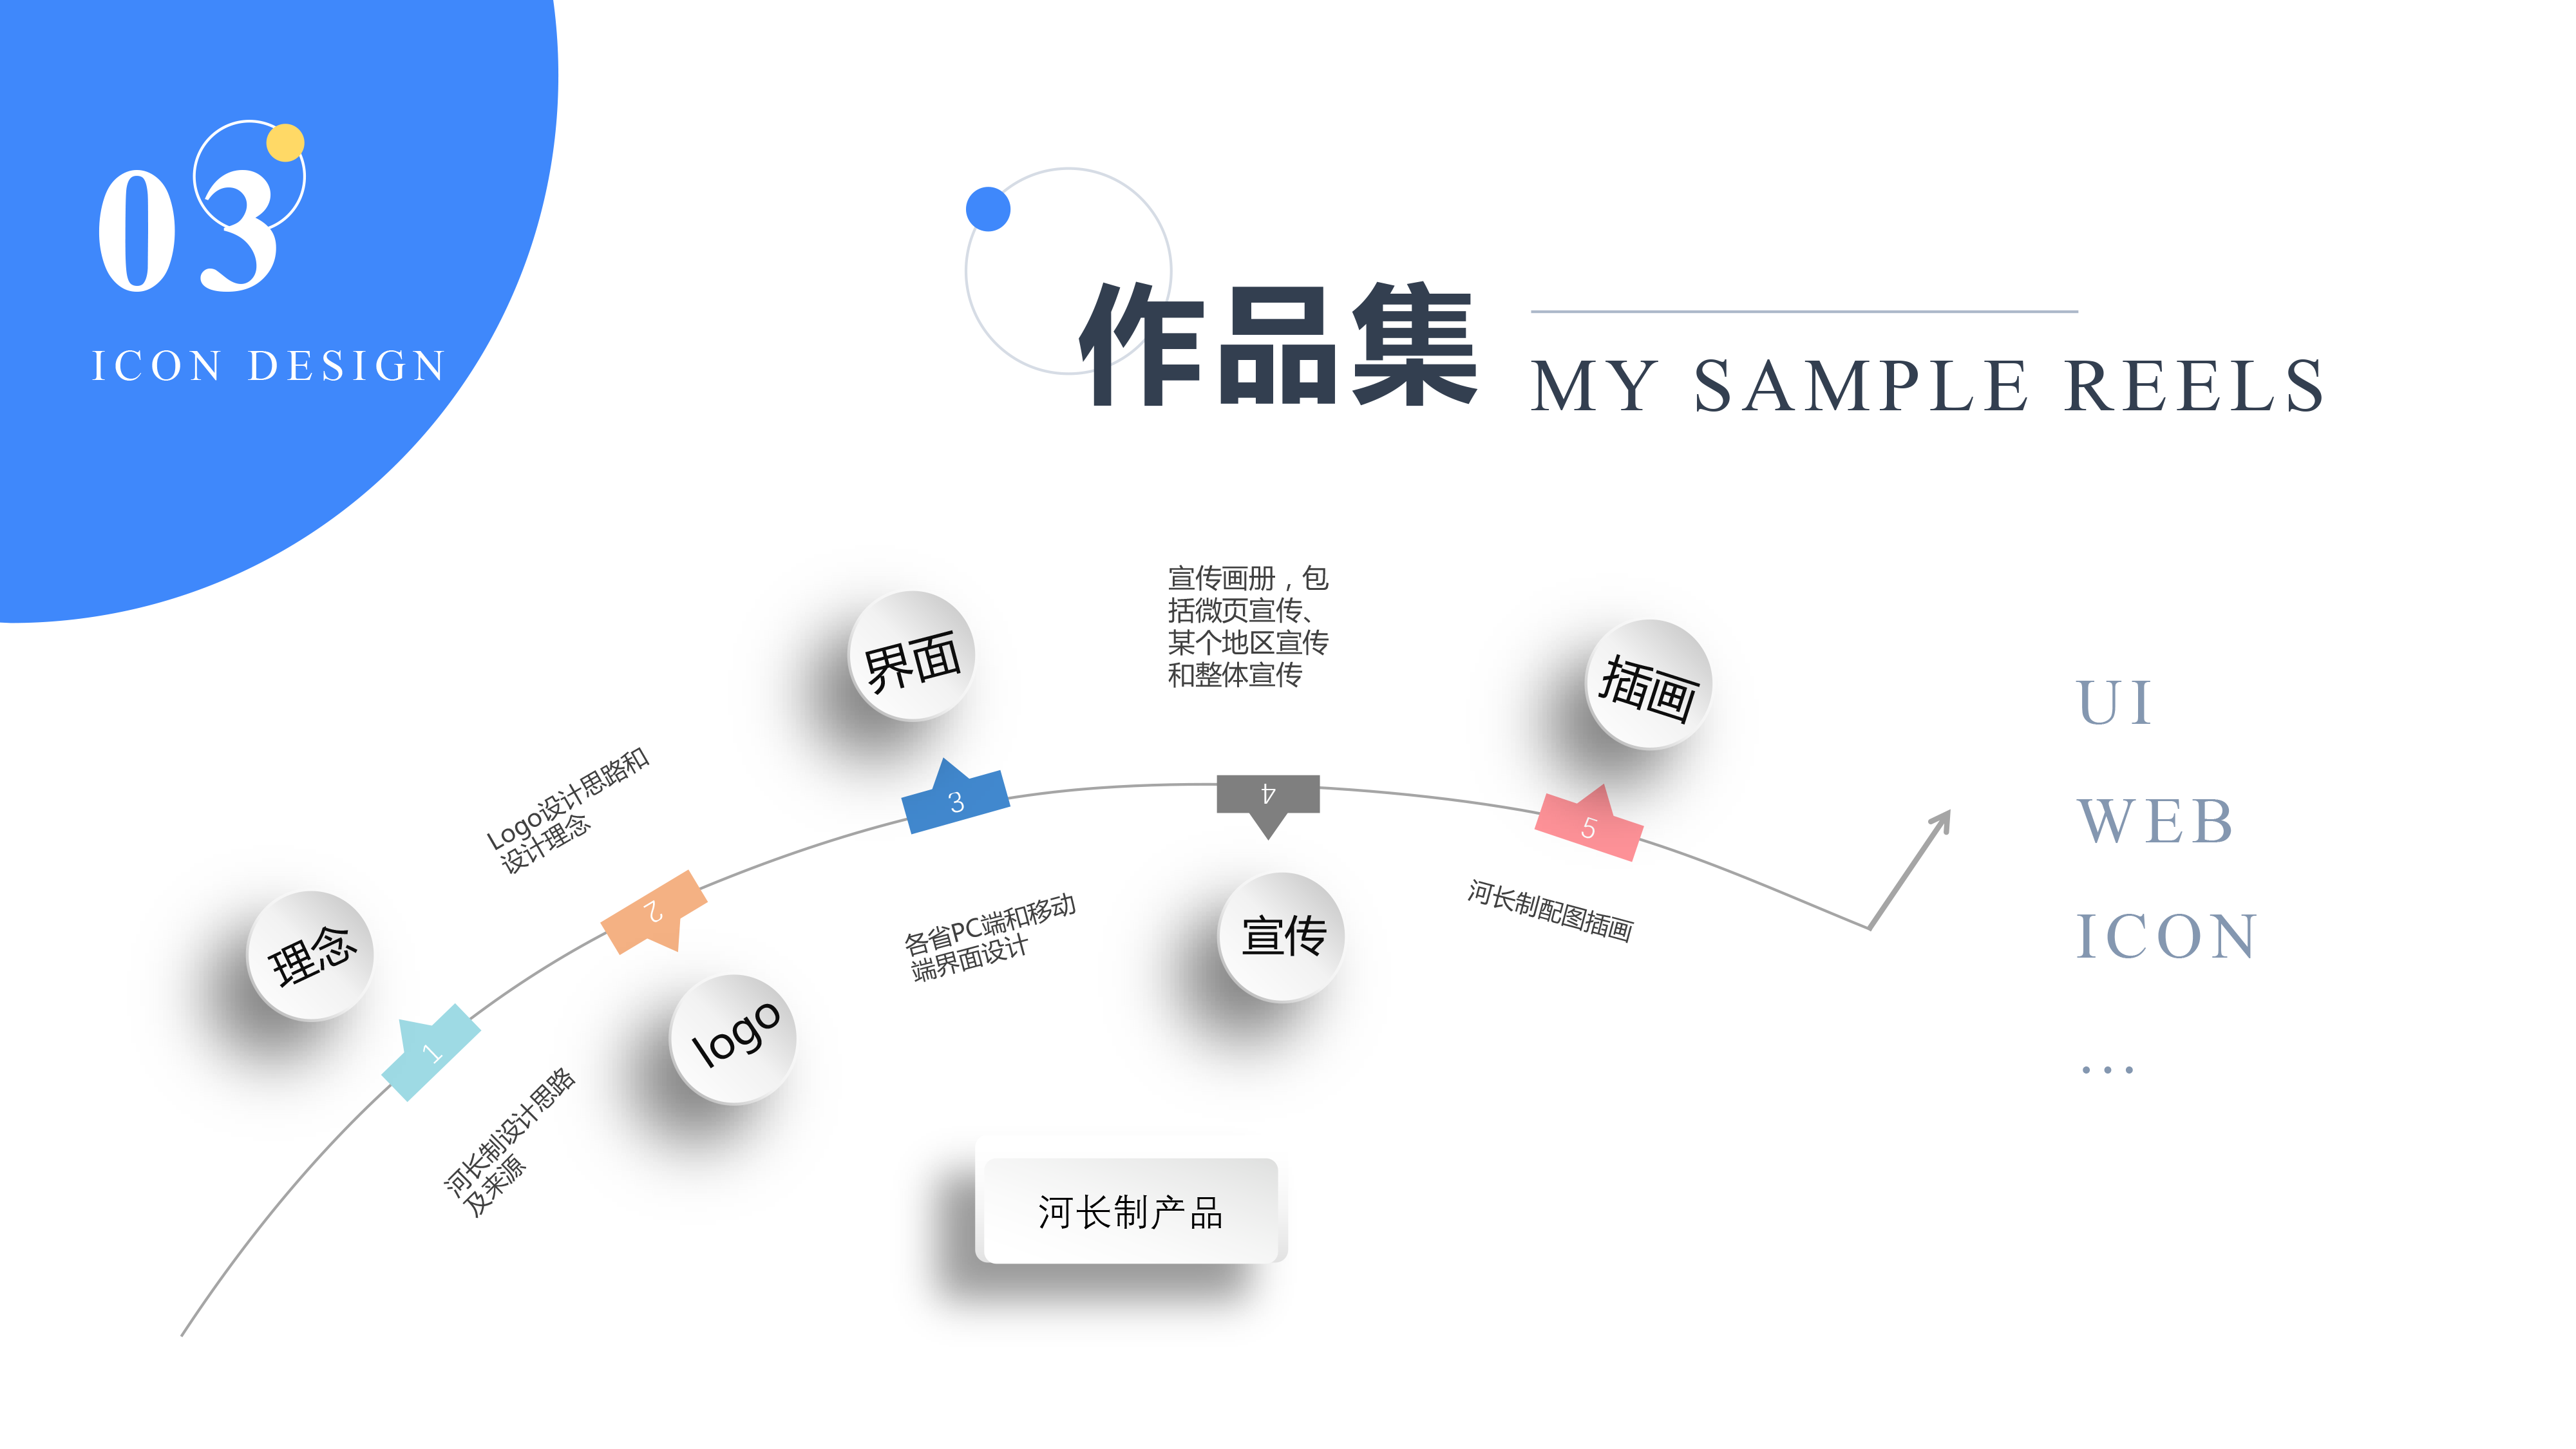 03
ICON DESIGN
作品集
MY SAMPLE REELS
理念
1
河长制设计思路
及来源
Logo设计思路和
设计理念
2
logo
界面
3
各省PC端和移动
端界面设计
宣传画册，包
括微页宣传、
某个地区宣传
和整体宣传
4
宣传
插画
5
河长制配图插画
河长制产品
UI
WEB
ICON
...